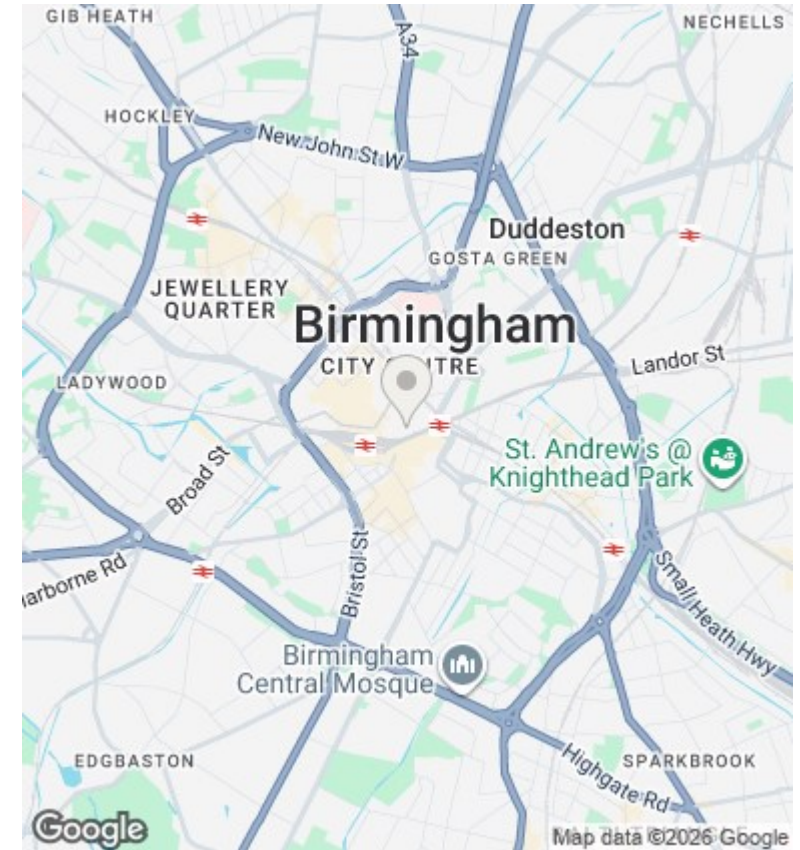 GIB HEATH
NECHELLS
A34
HOCKLEY
New John St W
Duddeston
GOSTA GREEN
JEWELLERY
QUARTER
Birmingham
CITY CENTRE
Landor St
LADYWOOD
St. Andrew's @
Knighthead Park
Broad St
Harborne Rd
Bristol St
Small Heath Hwy
Birmingham
Central Mosque
EDGBASTON
SPARKBROOK
Highgate Rd
Google
Map data ©2026 Google